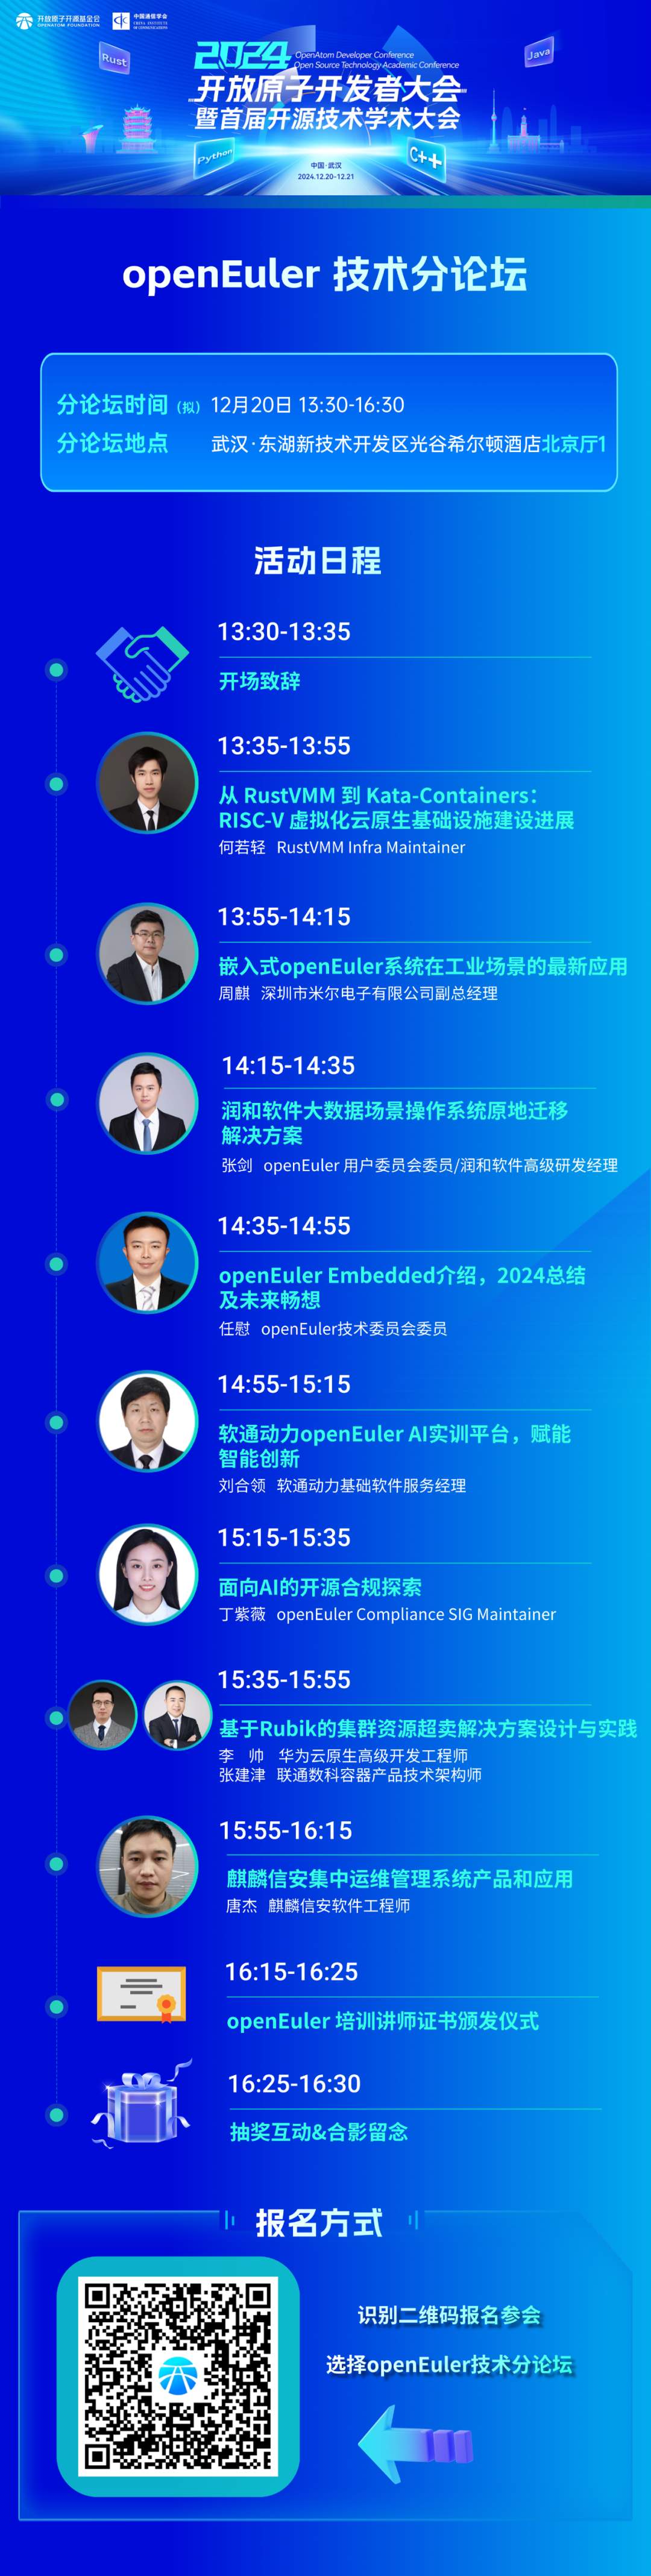 开放原子开源基金会
OPENATOM FOUNDATION
中国通信学会
CHINA INSTITUTE
OF COMMUNICATIONS
Rust
Java
2024
OpenAtom Developer Conference
Open Source Technology Academic Conference
开放原子开发者大会
暨首届开源技术学术大会
Python
C++
中国·武汉
2024.12.20-12.21
openEuler 技术分论坛
分论坛时间（拟） 12月20日 13:30-16:30
分论坛地点 武汉·东湖新技术开发区光谷希尔顿酒店北京厅1
活动日程
13:30-13:35
开场致辞
13:35-13:55
从 RustVMM 到 Kata-Containers：
RISC-V 虚拟化云原生基础设施建设进展
何若轻 RustVMM Infra Maintainer
13:55-14:15
嵌入式openEuler系统在工业场景的最新应用
周麒 深圳市米尔电子有限公司副总经理
14:15-14:35
润和软件大数据场景操作系统原地迁移
解决方案
张剑 openEuler 用户委员会委员/润和软件高级研发经理
14:35-14:55
openEuler Embedded介绍，2024总结
及未来畅想
任慰 openEuler技术委员会委员
14:55-15:15
软通动力openEuler AI实训平台，赋能
智能创新
刘合领 软通动力基础软件服务经理
15:15-15:35
面向AI的开源合规探索
丁紫薇 openEuler Compliance SIG Maintainer
15:35-15:55
基于Rubik的集群资源超卖解决方案设计与实践
李 帅 华为云原生高级开发工程师
张建津 联通数科容器产品技术架构师
15:55-16:15
麒麟信安集中运维管理系统产品和应用
唐杰 麒麟信安软件工程师
16:15-16:25
openEuler 培训讲师证书颁发仪式
16:25-16:30
抽奖互动&合影留念
报名方式
识别二维码报名参会
选择openEuler技术分论坛